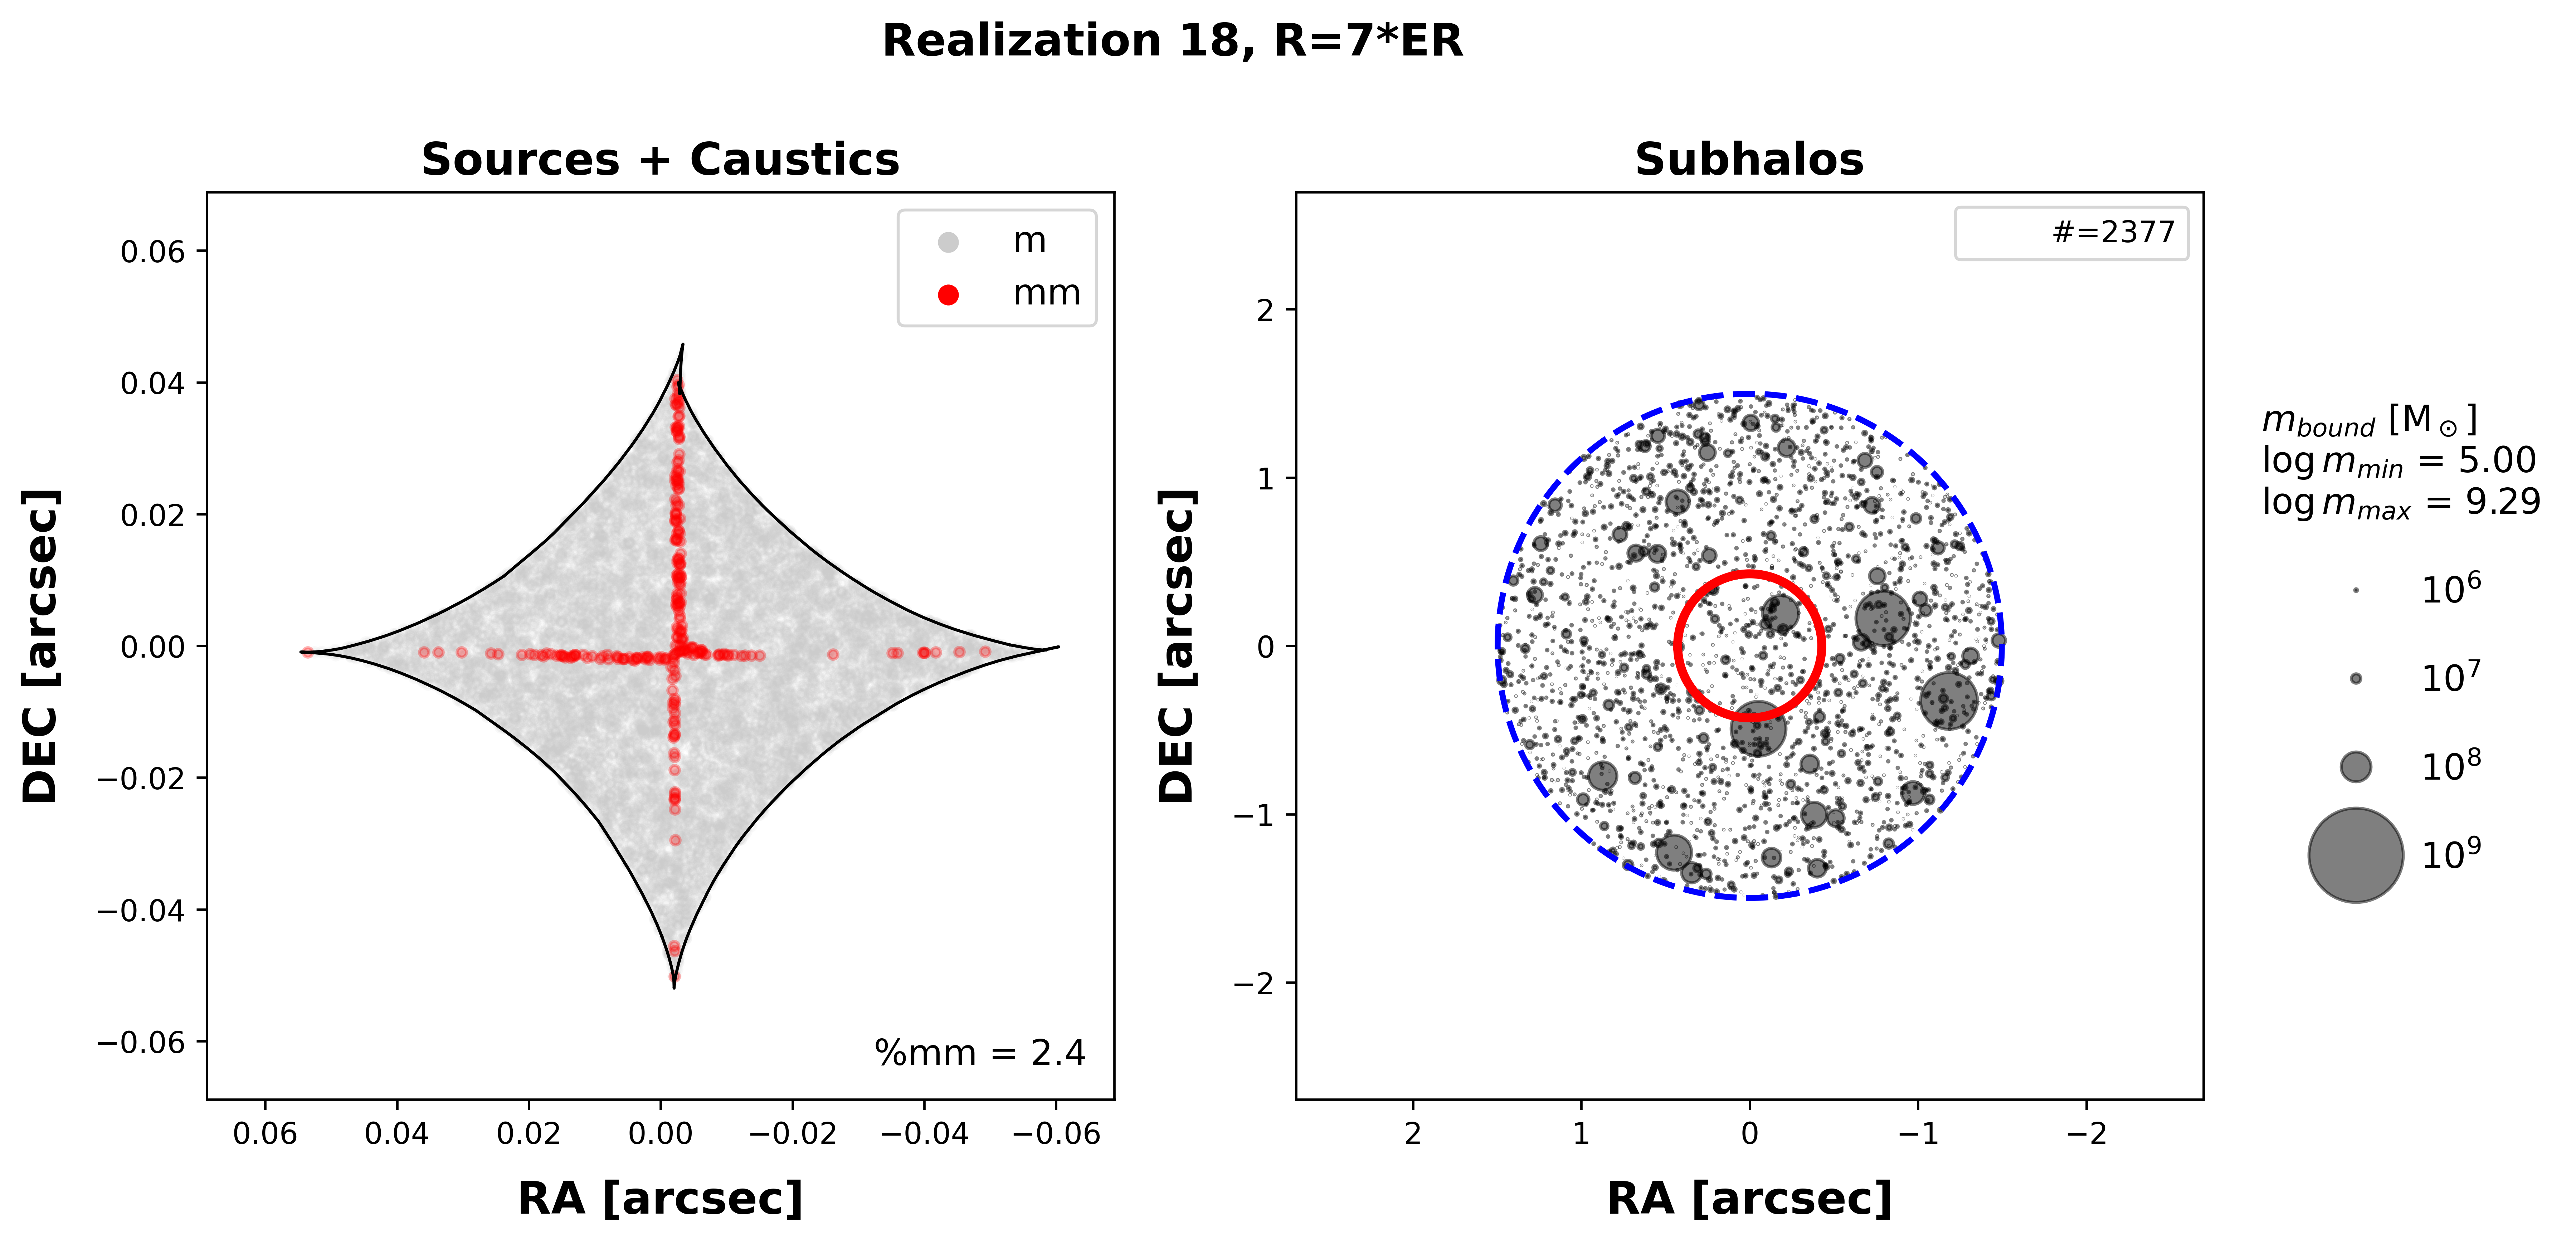 Realization 18, R=7*ER
Sources + Caustics
m
mm
%mm = 2.4
0.06
0.04
0.02
0.00
−0.02
−0.04
−0.06
DEC [arcsec]
0.06
0.04
0.02
0.00
−0.02
−0.04
−0.06
RA [arcsec]
Subhalos
#=2377
2
1
0
−1
−2
DEC [arcsec]
2
1
0
−1
−2
RA [arcsec]
m_bound [M_⊙]
log m_min = 5.00
log m_max = 9.29
10^6
10^7
10^8
10^9